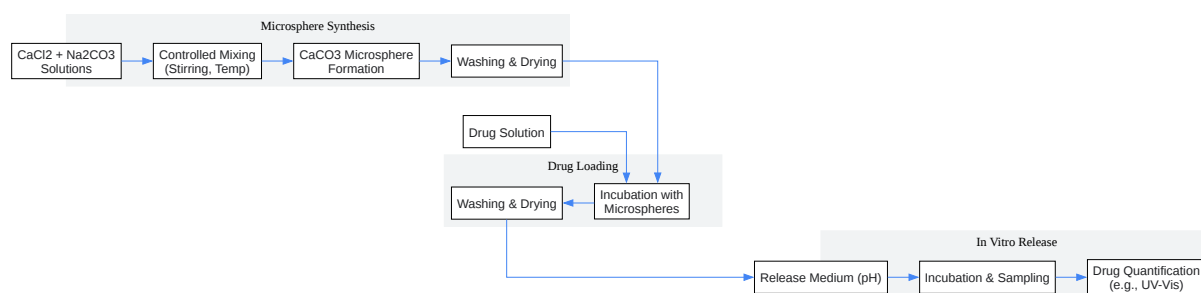 Microsphere Synthesis
CaCl2 + Na2CO3
Solutions
Controlled Mixing
(Stirring, Temp)
CaCO3 Microsphere
Formation
Washing & Drying
Drug Solution
Drug Loading
Washing & Drying
Incubation with
Microspheres
In Vitro Release
Release Medium (pH)
Incubation & Sampling
Drug Quantification
(e.g., UV-Vis)